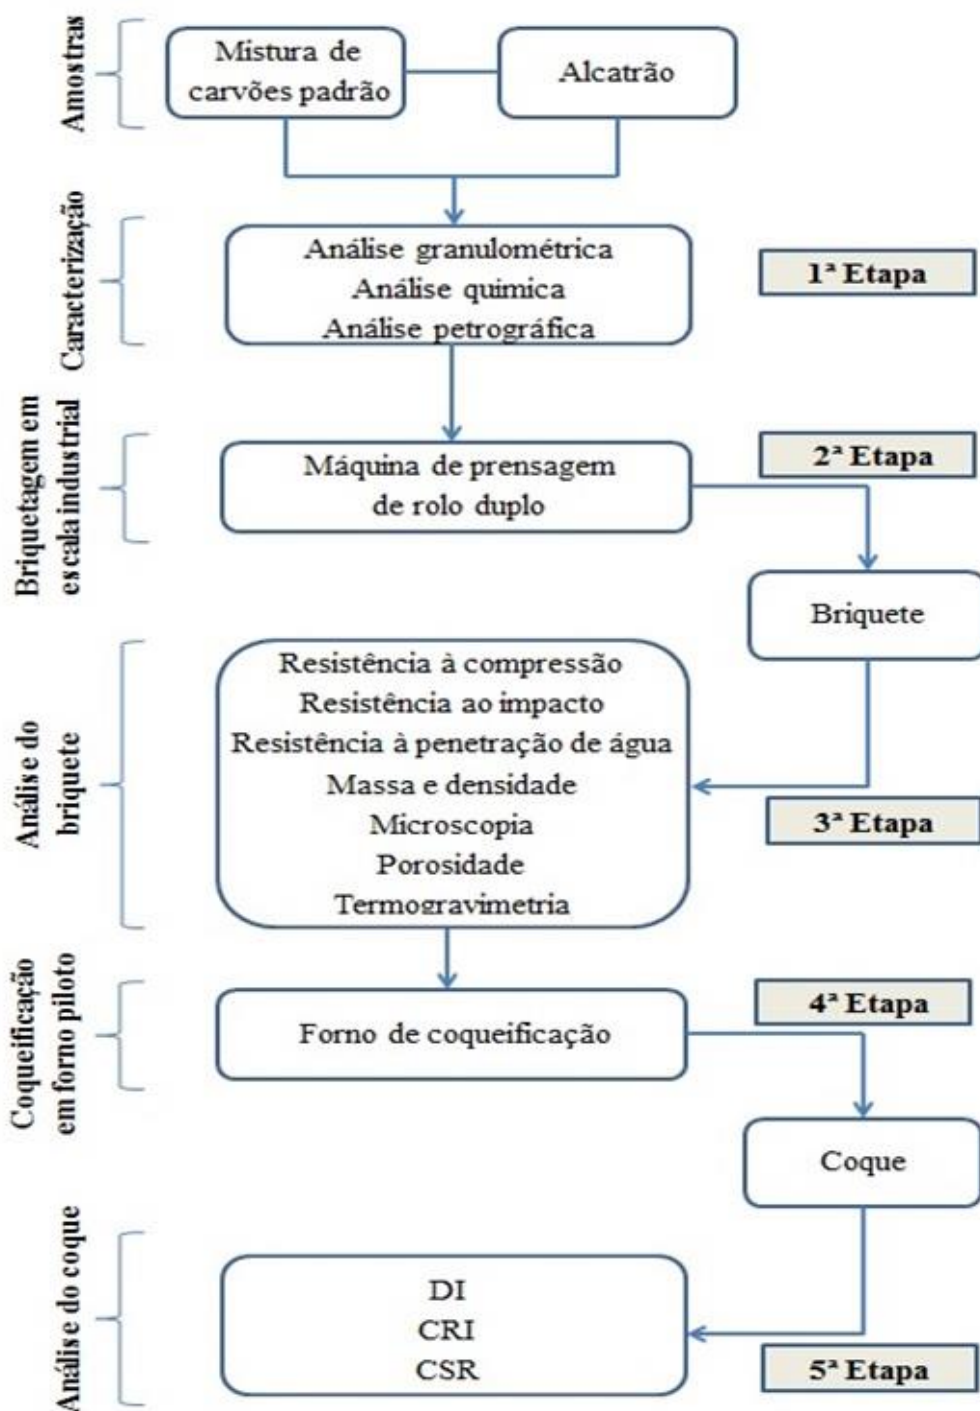 Amostras
Mistura de
carvões padrão
Alcatrão
Caracterização
Análise granulométrica
Análise quimica
Análise petrográfica
1ª Etapa
Briquetagem em
escala industrial
Máquina de prensagem
de rolo duplo
2ª Etapa
Briquete
Análise do
briquete
Resistência à compressão
Resistência ao impacto
Resistência à penetração de água
Massa e densidade
Microscopia
Porosidade
Termogravimetria
3ª Etapa
Coqueificação
em forno piloto
Forno de coqueificação
4ª Etapa
Coque
Análise do coque
DI
CRI
CSR
5ª Etapa